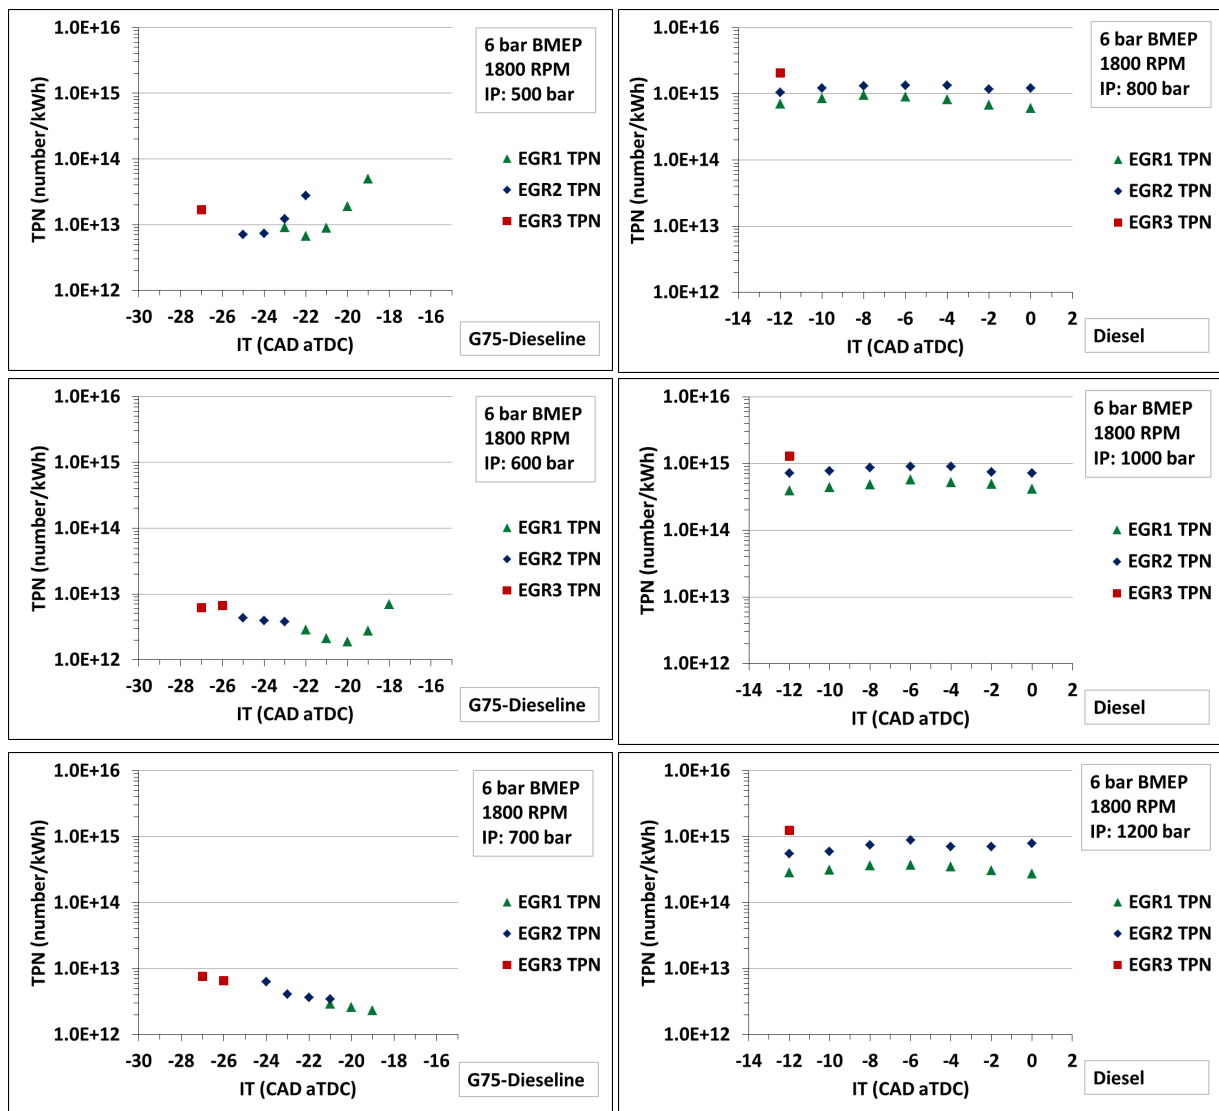 1.0E+16
1.0E+15
1.0E+14
1.0E+13
1.0E+12
TPN (number/kWh)
-30 -28 -26 -24 -22 -20 -18 -16
IT (CAD aTDC)
6 bar BMEP
1800 RPM
IP: 500 bar
EGR1 TPN
EGR2 TPN
EGR3 TPN
G75-Dieseline
1.0E+16
1.0E+15
1.0E+14
1.0E+13
1.0E+12
TPN (number/kWh)
-14 -12 -10 -8 -6 -4 -2 0 2
IT (CAD aTDC)
6 bar BMEP
1800 RPM
IP: 800 bar
EGR1 TPN
EGR2 TPN
EGR3 TPN
Diesel
1.0E+16
1.0E+15
1.0E+14
1.0E+13
1.0E+12
TPN (number/kWh)
-30 -28 -26 -24 -22 -20 -18 -16
IT (CAD aTDC)
6 bar BMEP
1800 RPM
IP: 600 bar
EGR1 TPN
EGR2 TPN
EGR3 TPN
G75-Dieseline
1.0E+16
1.0E+15
1.0E+14
1.0E+13
1.0E+12
TPN (number/kWh)
-14 -12 -10 -8 -6 -4 -2 0 2
IT (CAD aTDC)
6 bar BMEP
1800 RPM
IP: 1000 bar
EGR1 TPN
EGR2 TPN
EGR3 TPN
Diesel
1.0E+16
1.0E+15
1.0E+14
1.0E+13
1.0E+12
TPN (number/kWh)
-30 -28 -26 -24 -22 -20 -18 -16
IT (CAD aTDC)
6 bar BMEP
1800 RPM
IP: 700 bar
EGR1 TPN
EGR2 TPN
EGR3 TPN
G75-Dieseline
1.0E+16
1.0E+15
1.0E+14
1.0E+13
1.0E+12
TPN (number/kWh)
-14 -12 -10 -8 -6 -4 -2 0 2
IT (CAD aTDC)
6 bar BMEP
1800 RPM
IP: 1200 bar
EGR1 TPN
EGR2 TPN
EGR3 TPN
Diesel